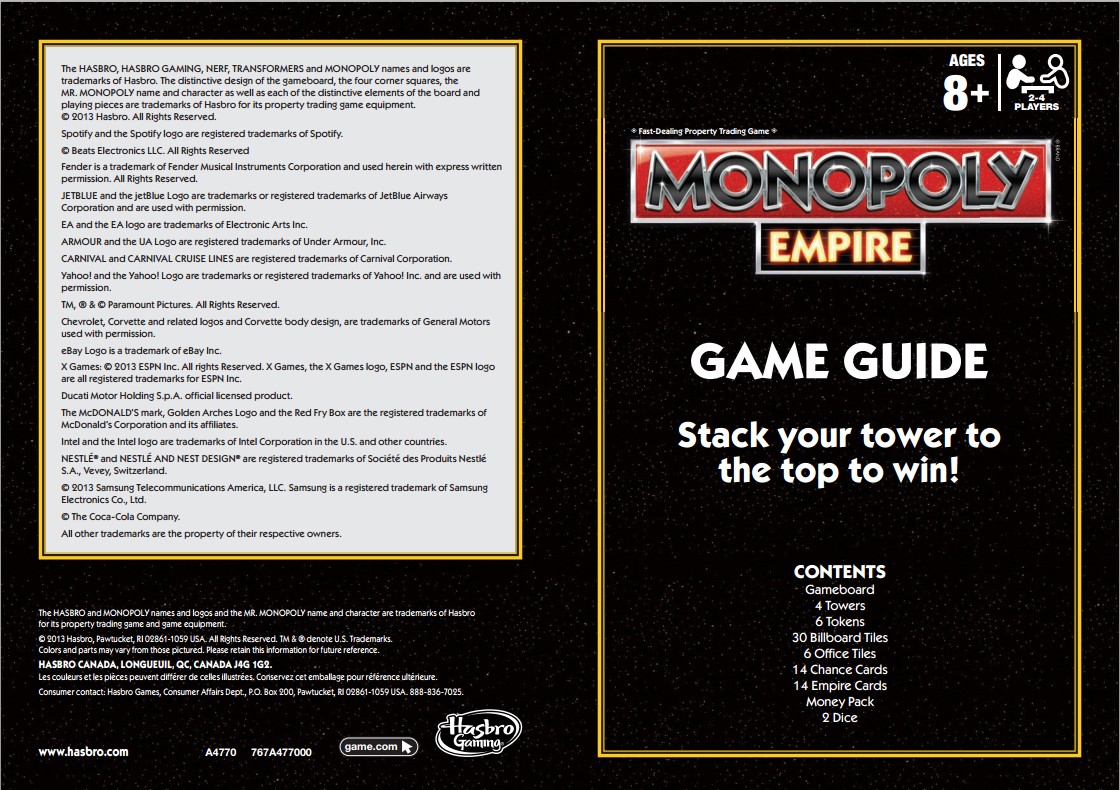 The HASBRO, HASBRO GAMING, NERF, TRANSFORMERS and MONOPOLY names and logos are
trademarks of Hasbro. The distinctive design of the gameboard, the four corner squares, the
MR. MONOPOLY name and character as well as each of the distinctive elements of the board and
playing pieces are trademarks of Hasbro for its property trading game equipment.
© 2013 Hasbro. All Rights Reserved.
Spotify and the Spotify logo are registered trademarks of Spotify.
© Beats Electronics LLC. All Rights Reserved
Fender is a trademark of Fender Musical Instruments Corporation and used herein with express written
permission. All Rights Reserved.
JETBLUE and the jetBlue Logo are trademarks or registered trademarks of JetBlue Airways
Corporation and are used with permission.
EA and the EA logo are trademarks of Electronic Arts Inc.
ARMOUR and the UA Logo are registered trademarks of Under Armour, Inc.
CARNIVAL and CARNIVAL CRUISE LINES are registered trademarks of Carnival Corporation.
Yahoo! and the Yahoo! Logo are trademarks or registered trademarks of Yahoo! Inc. and are used with
permission.
TM, ® & © Paramount Pictures. All Rights Reserved.
Chevrolet, Corvette and related logos and Corvette body design, are trademarks of General Motors
used with permission.
eBay Logo is a trademark of eBay Inc.
X Games: © 2013 ESPN Inc. All rights Reserved. X Games, the X Games logo, ESPN and the ESPN logo
are all registered trademarks for ESPN Inc.
Ducati Motor Holding S.p.A. official licensed product.
The McDONALD'S mark, Golden Arches Logo and the Red Fry Box are the registered trademarks of
McDonald's Corporation and its affiliates.
Intel and the Intel logo are trademarks of Intel Corporation in the U.S. and other countries.
NESTLÉ® and NESTLÉ AND NEST DESIGN® are registered trademarks of Société des Produits Nestlé
S.A., Vevey, Switzerland.
© 2013 Samsung Telecommunications America, LLC. Samsung is a registered trademark of Samsung
Electronics Co., Ltd.
© The Coca-Cola Company.
All other trademarks are the property of their respective owners.
The HASBRO and MONOPOLY names and logos and the MR. MONOPOLY name and character are trademarks of Hasbro
for its property trading game and game equipment.
© 2013 Hasbro, Pawtucket, RI 02861-1059 USA. All Rights Reserved. TM & ® denote U.S. Trademarks.
Colors and parts may vary from those pictured. Please retain this information for future reference.
HASBRO CANADA, LONGUEUIL, QC, CANADA J4G 1G2.
Les couleurs et les pièces peuvent différer de celles illustrées. Conservez cet emballage pour référence ultérieure.
Consumer contact: Hasbro Games, Consumer Affairs Dept., P.O. Box 200, Pawtucket, RI 02861-1059 USA. 888-836-7025.
www.hasbro.com
A4770 767A477000
game.com
Hasbro
Gaming
AGES
8+
2-4
PLAYERS
Fast-Dealing Property Trading Game
MONOPOLY
EMPIRE
GAME GUIDE
Stack your tower to
the top to win!
CONTENTS
Gameboard
4 Towers
6 Tokens
30 Billboard Tiles
6 Office Tiles
14 Chance Cards
14 Empire Cards
Money Pack
2 Dice